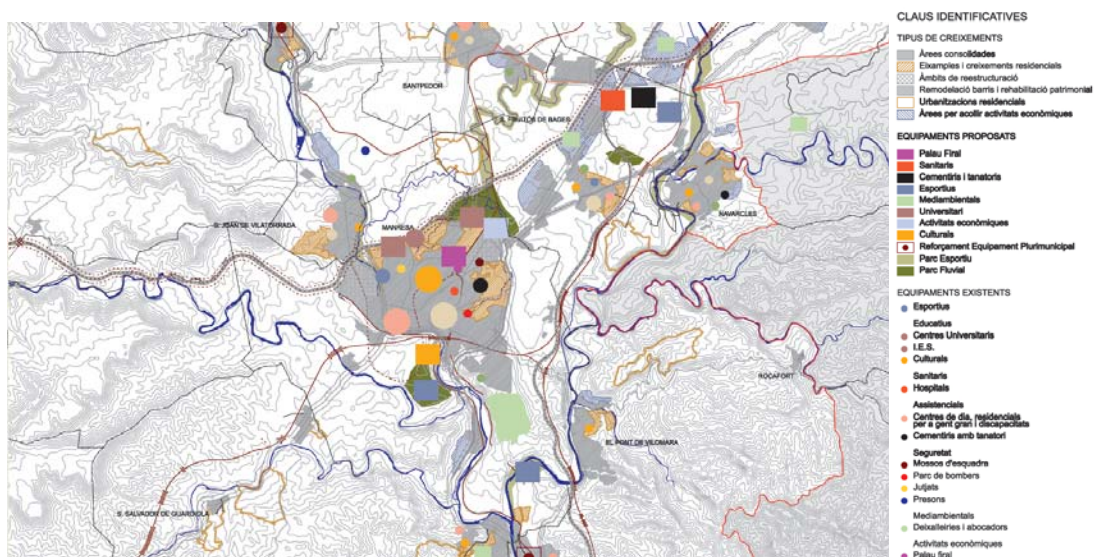 SANTPEDOR
S. FRUITÓS DE BAGES
S. JOAN DE VILATORRADA
MANRESA
NAVARCLES
ROCAFORT
EL PONT DE VILOMARA
S. SALVADOR DE GUARDIOLA
CLAUS IDENTIFICATIVES
TIPUS DE CREIXEMENTS
Àrees consolidades
Eixamples i creixements residencials
Àmbits de reestructuració
Remodelació barris i rehabilitació patrimonial
Urbanitzacions residencials
Àrees per acollir activitats econòmiques
EQUIPAMENTS PROPOSATS
Palau Firal
Sanitaris
Cementiris i tanatoris
Esportius
Mediambientals
Universitari
Activitats econòmiques
Culturals
Reforçament Equipament Plurimunicipal
Parc Esportiu
Parc Fluvial
EQUIPAMENTS EXISTENTS
Esportius
Educatius
Centres Universitaris
I.E.S.
Culturals
Sanitaris
Hospitals
Assistencials
Centres de dia, residencials
per a gent gran i discapacitats
Cementiris amb tanatori
Seguretat
Mossos d'esquadra
Parc de bombers
Jutjats
Presons
Mediambientals
Deixalleries i abocadors
Activitats econòmiques
Palau firal